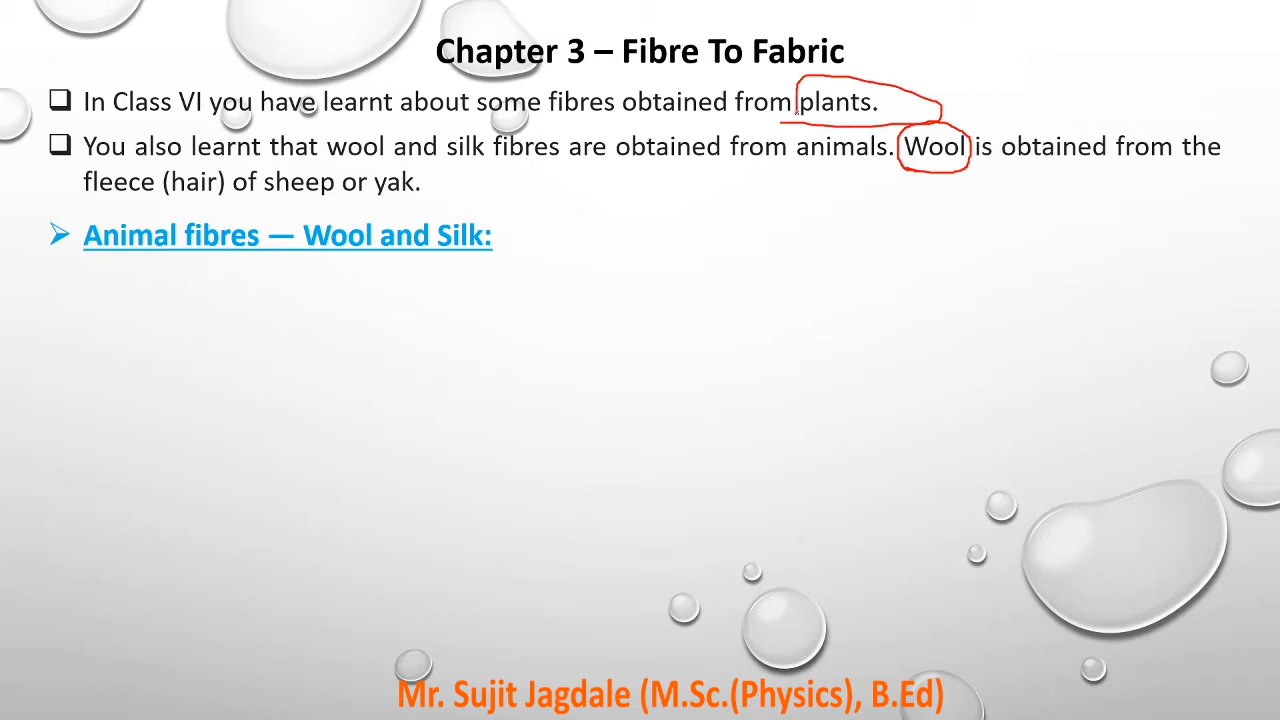 Chapter 3 – Fibre To Fabric
In Class VI you have learnt about some fibres obtained from plants.
You also learnt that wool and silk fibres are obtained from animals. Wool is obtained from the
fleece (hair) of sheep or yak.
Animal fibres — Wool and Silk:
Mr. Sujit Jagdale (M.Sc.(Physics), B.Ed)